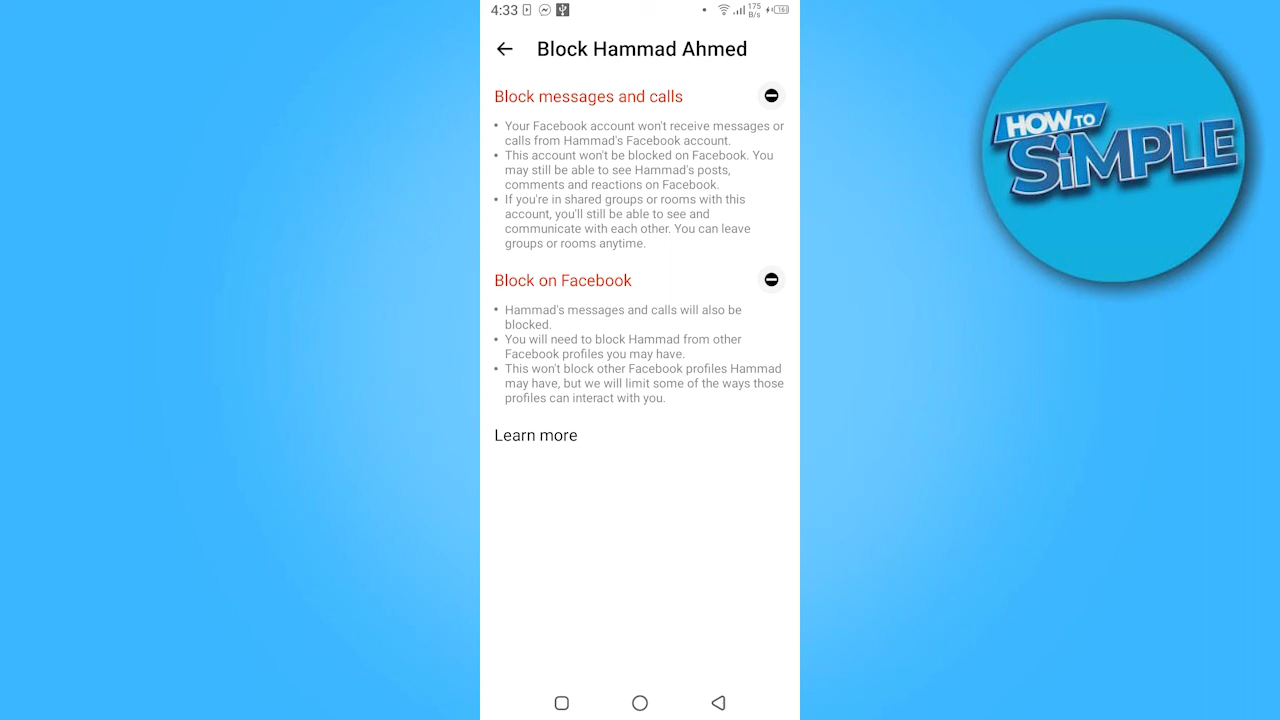 4:33
175
B/s
16
Block Hammad Ahmed
Block messages and calls
• Your Facebook account won't receive messages or
calls from Hammad's Facebook account.
• This account won't be blocked on Facebook. You
may still be able to see Hammad's posts,
comments and reactions on Facebook.
• If you're in shared groups or rooms with this
account, you'll still be able to see and
communicate with each other. You can leave
groups or rooms anytime.
Block on Facebook
• Hammad's messages and calls will also be
blocked.
• You will need to block Hammad from other
Facebook profiles you may have.
• This won't block other Facebook profiles Hammad
may have, but we will limit some of the ways those
profiles can interact with you.
Learn more
HOW TO
SiMPLE